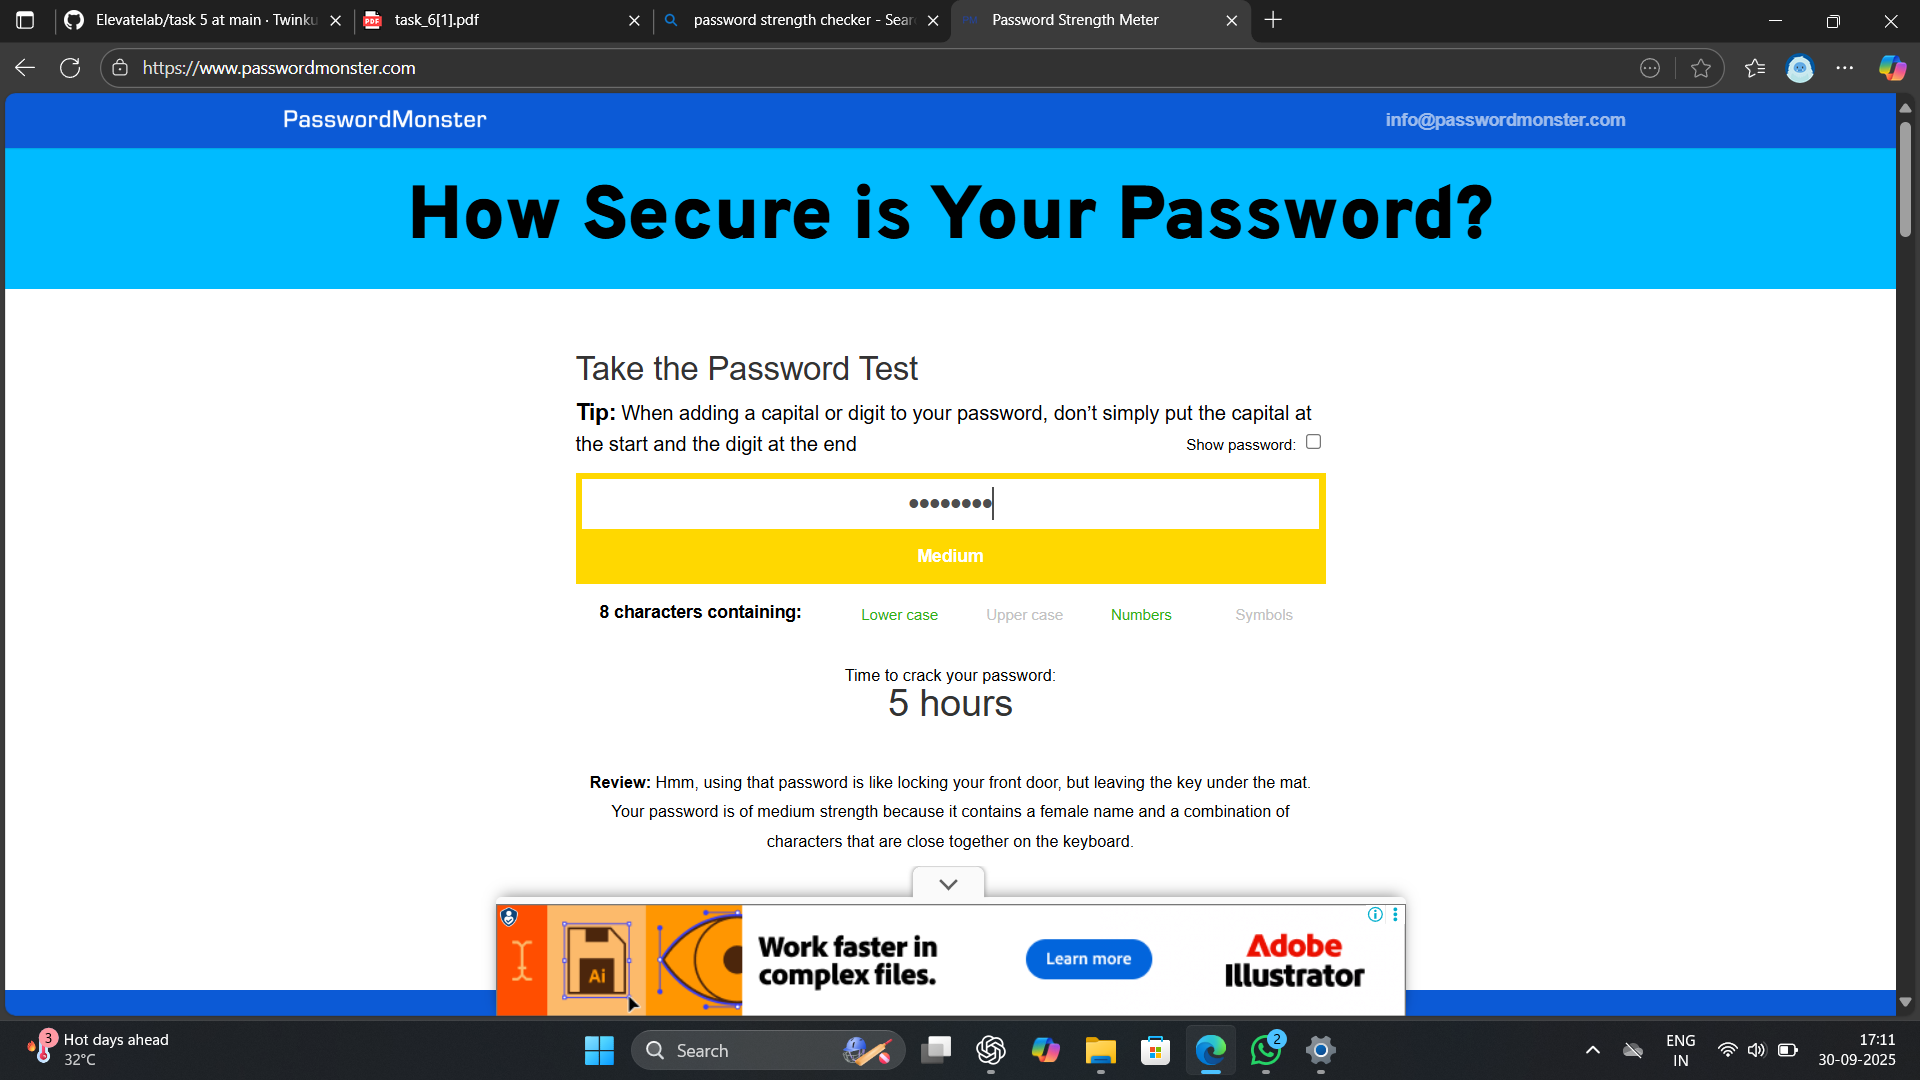 Elevatelab/task 5 at main · Twinku
task_6[1].pdf
password strength checker - Sear
PM
Password Strength Meter
https://www.passwordmonster.com
PasswordMonster
info@passwordmonster.com
How Secure is Your Password?
Take the Password Test
Tip: When adding a capital or digit to your password, don’t simply put the capital at
the start and the digit at the end
Show password:
••••••••
Medium
8 characters containing:
Lower case
Upper case
Numbers
Symbols
Time to crack your password:
5 hours
Review: Hmm, using that password is like locking your front door, but leaving the key under the mat.
Your password is of medium strength because it contains a female name and a combination of
characters that are close together on the keyboard.
Ai
Work faster in
complex files.
Learn more
Adobe
Illustrator
3
Hot days ahead
32°C
Search
2
ENG
IN
17:11
30-09-2025